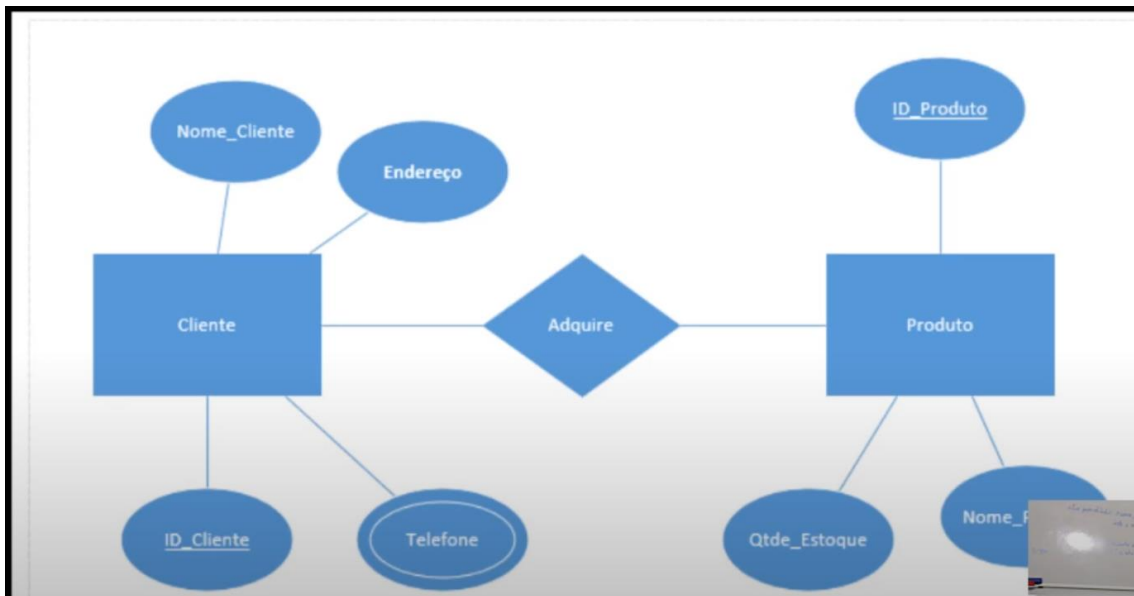 ID_Produto
Nome_Cliente
Endereço
Cliente
Adquire
Produto
ID_Cliente
Telefone
Qtde_Estoque